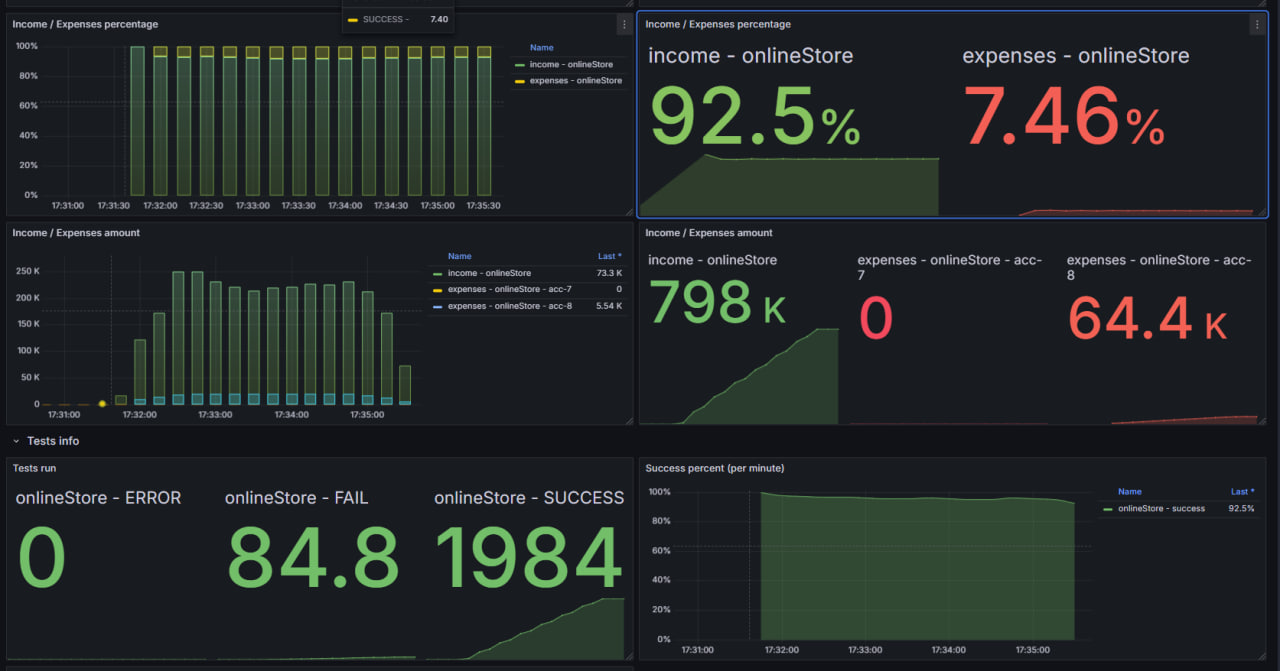 SUCCESS - 7.40
Income / Expenses percentage
100%
80%
60%
40%
20%
0%
17:31:00 17:31:30 17:32:00 17:32:30 17:33:00 17:33:30 17:34:00 17:34:30 17:35:00 17:35:30
Name
income - onlineStore
expenses - onlineStore
Income / Expenses percentage
income - onlineStore
92.5%
expenses - onlineStore
7.46%
Income / Expenses amount
250 K
200 K
150 K
100 K
50 K
0
17:31:00 17:32:00 17:33:00 17:34:00 17:35:00
Name Last *
income - onlineStore 73.3 K
expenses - onlineStore - acc-7 0
expenses - onlineStore - acc-8 5.54 K
Income / Expenses amount
income - onlineStore
798 K
expenses - onlineStore - acc-
7
0
expenses - onlineStore - acc-
8
64.4 K
Tests info
Tests run
onlineStore - ERROR
0
onlineStore - FAIL
84.8
onlineStore - SUCCESS
1984
Success percent (per minute)
100%
80%
60%
40%
20%
0%
17:31:00 17:32:00 17:33:00 17:34:00 17:35:00
Name Last *
onlineStore - success 92.5%